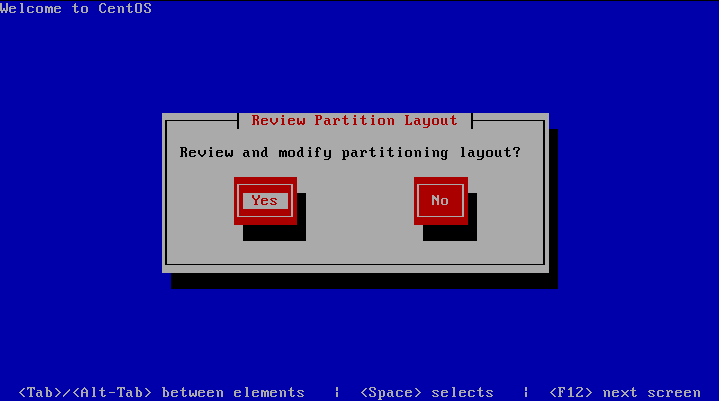 Welcome to CentOS
Review Partition Layout
Review and modify partitioning layout?
Yes No
<Tab>/<Alt-Tab> between elements | <Space> selects | <F12> next screen